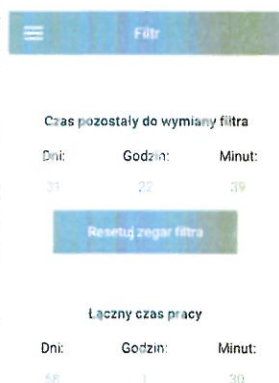 Filtr
Czas pozostały do wymiany filtra
Dni: Godzin: Minut:
31 22 39
Resetuj zegar filtra
Łączny czas pracy
Dni: Godzin: Minut:
58 1 30